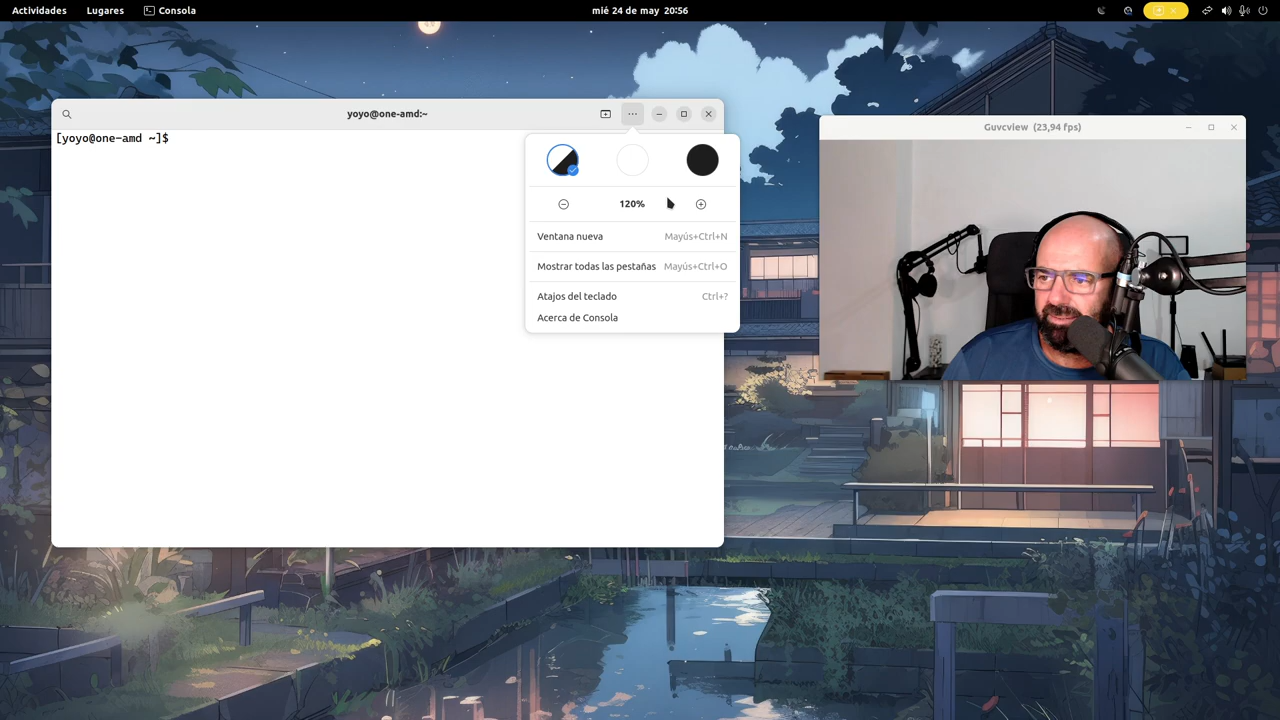 Actividades Lugares Consola mié 24 de may 20:56
yoyo@one-amd:~
[yoyo@one-amd ~]$
120%
Ventana nueva Mayús+Ctrl+N
Mostrar todas las pestañas Mayús+Ctrl+O
Atajos del teclado Ctrl+?
Acerca de Consola
Guvcview (23,94 fps)